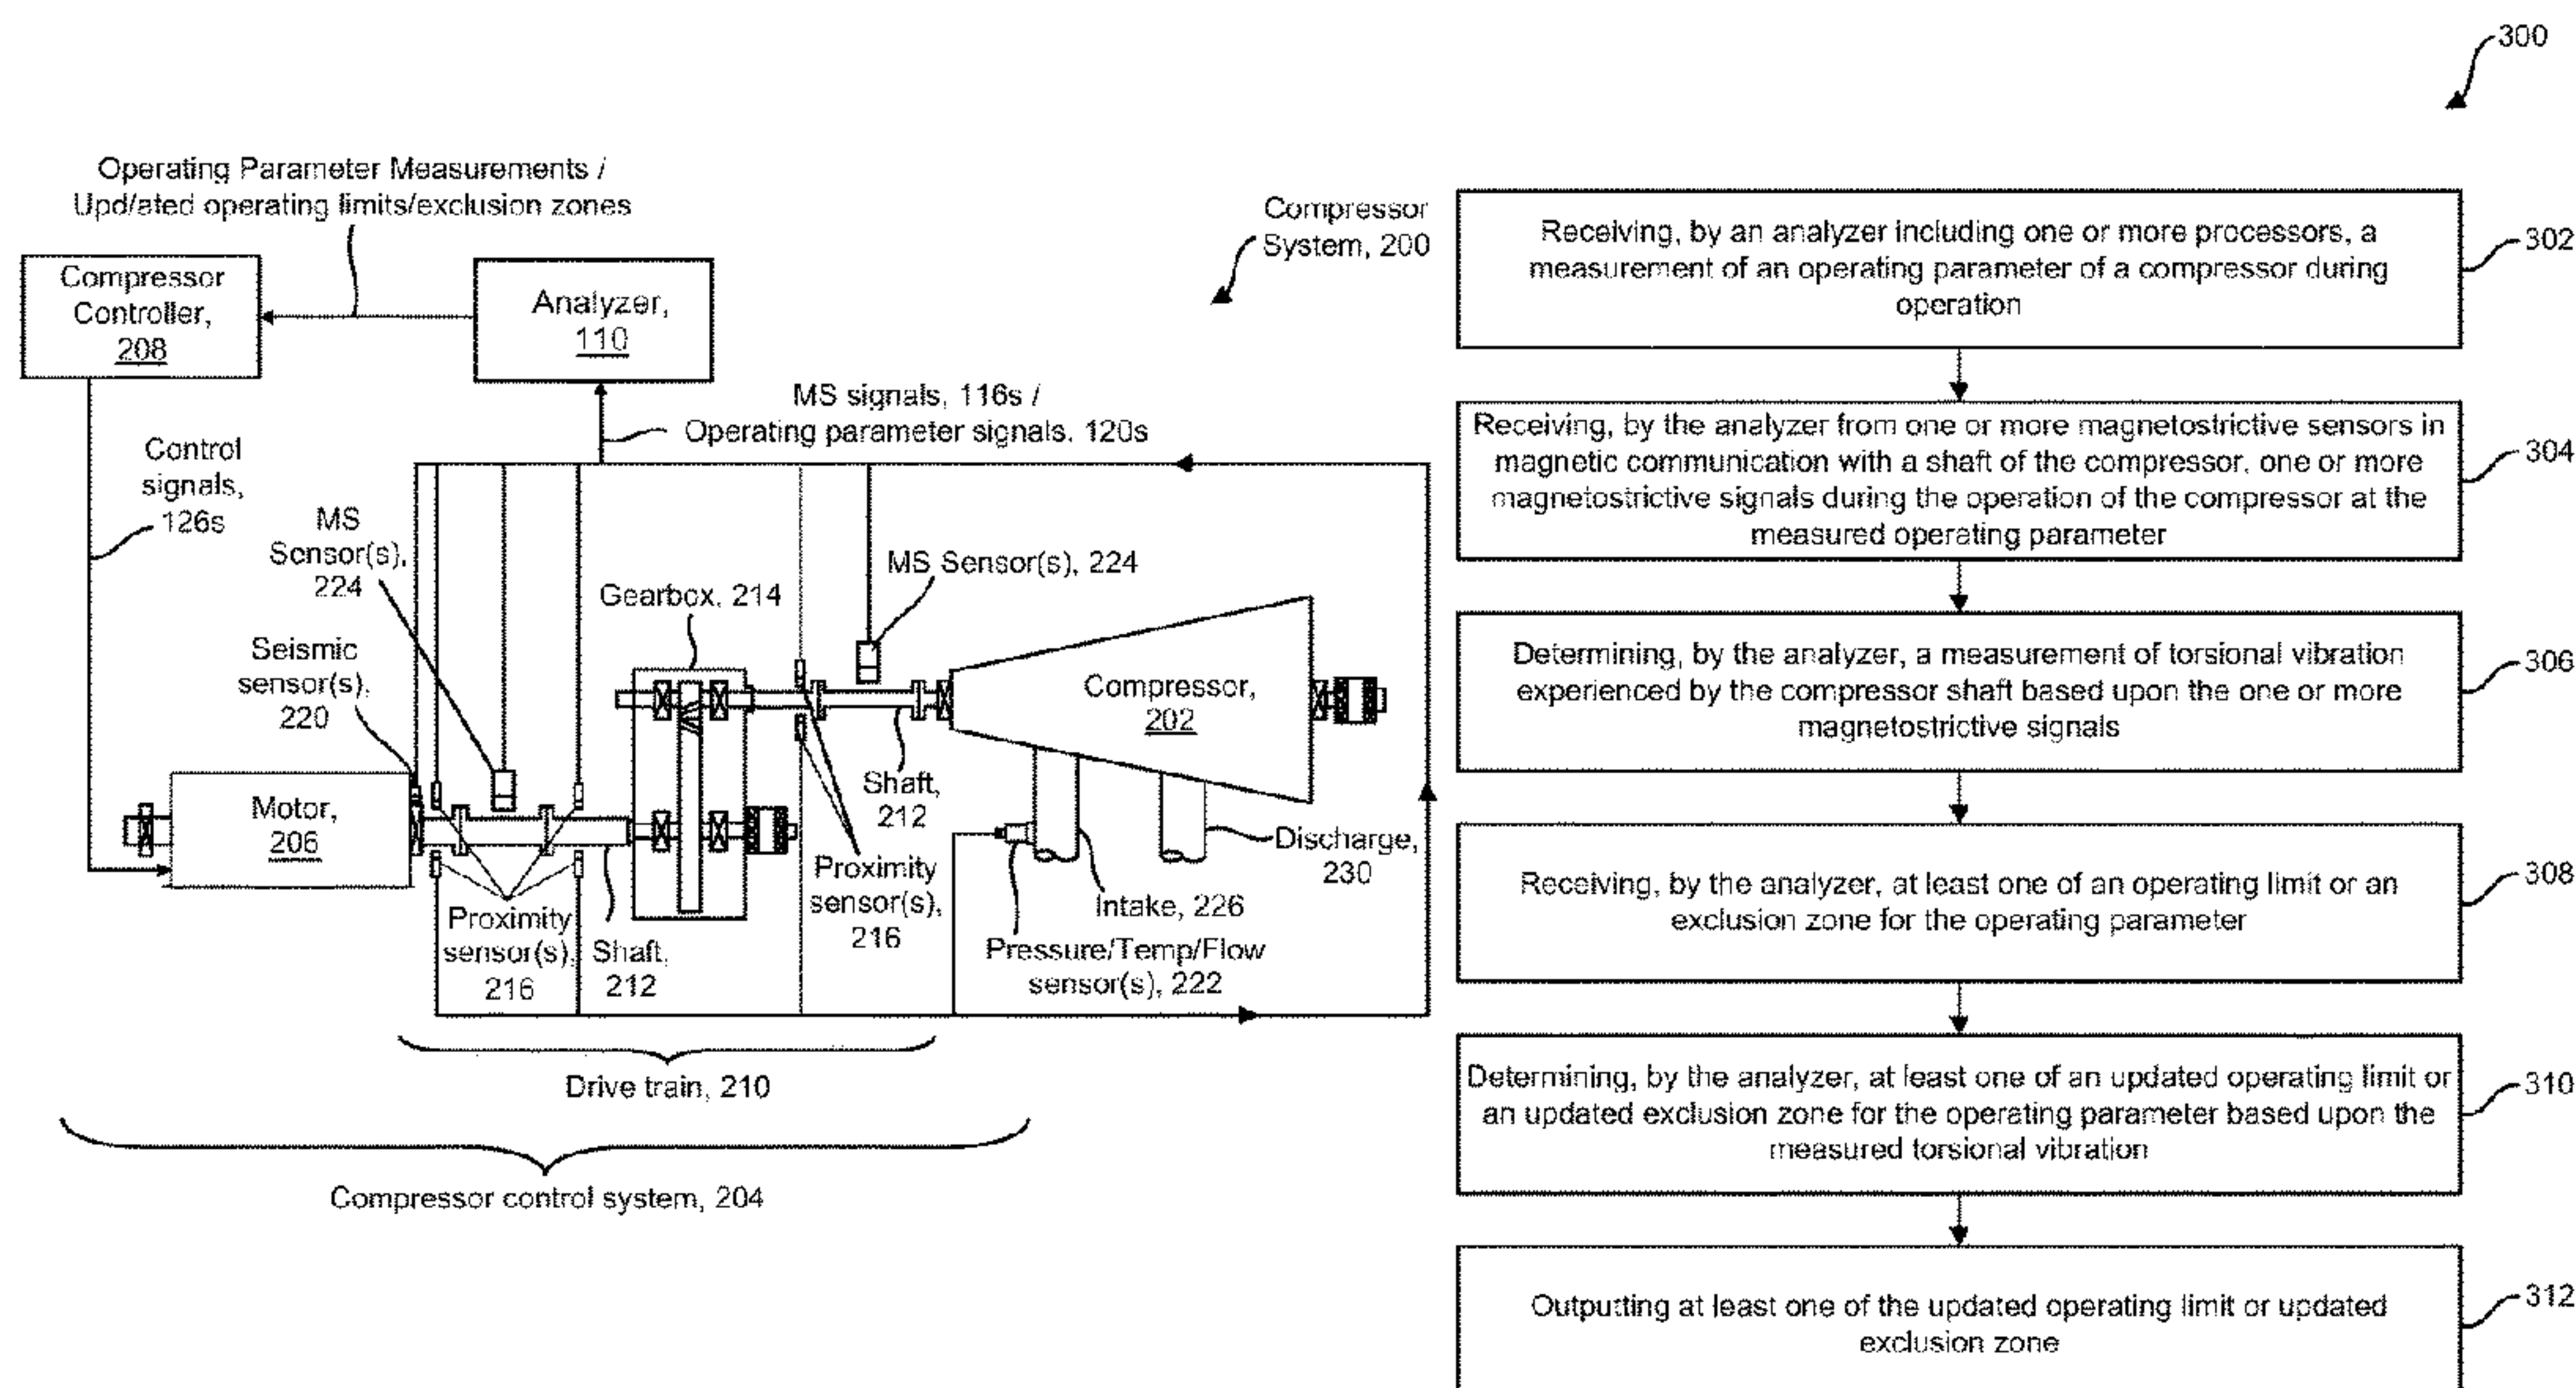 300
Operating Parameter Measurements /
Upd/ated operating limits/exclusion zones
Compressor
Controller,
208
Analyzer,
110
Compressor
System, 200
MS signals, 116s /
Operating parameter signals, 120s
Control
signals,
126s
MS
Sensor(s),
224
MS Sensor(s), 224
Gearbox, 214
Seismic
sensor(s),
220
Compressor,
202
Motor,
206
Shaft,
212
Discharge,
230
Proximity
sensor(s),
216
Intake, 226
Proximity
sensor(s),
216
Shaft,
212
Pressure/Temp/Flow
sensor(s), 222
Drive train, 210
Compressor control system, 204
Receiving, by an analyzer including one or more processors, a
measurement of an operating parameter of a compressor during
operation
302
Receiving, by the analyzer from one or more magnetostrictive sensors in
magnetic communication with a shaft of the compressor, one or more
magnetostrictive signals during the operation of the compressor at the
measured operating parameter
304
Determining, by the analyzer, a measurement of torsional vibration
experienced by the compressor shaft based upon the one or more
magnetostrictive signals
306
Receiving, by the analyzer, at least one of an operating limit or an
exclusion zone for the operating parameter
308
Determining, by the analyzer, at least one of an updated operating limit or
an updated exclusion zone for the operating parameter based upon the
measured torsional vibration
310
Outputting at least one of the updated operating limit or updated
exclusion zone
312